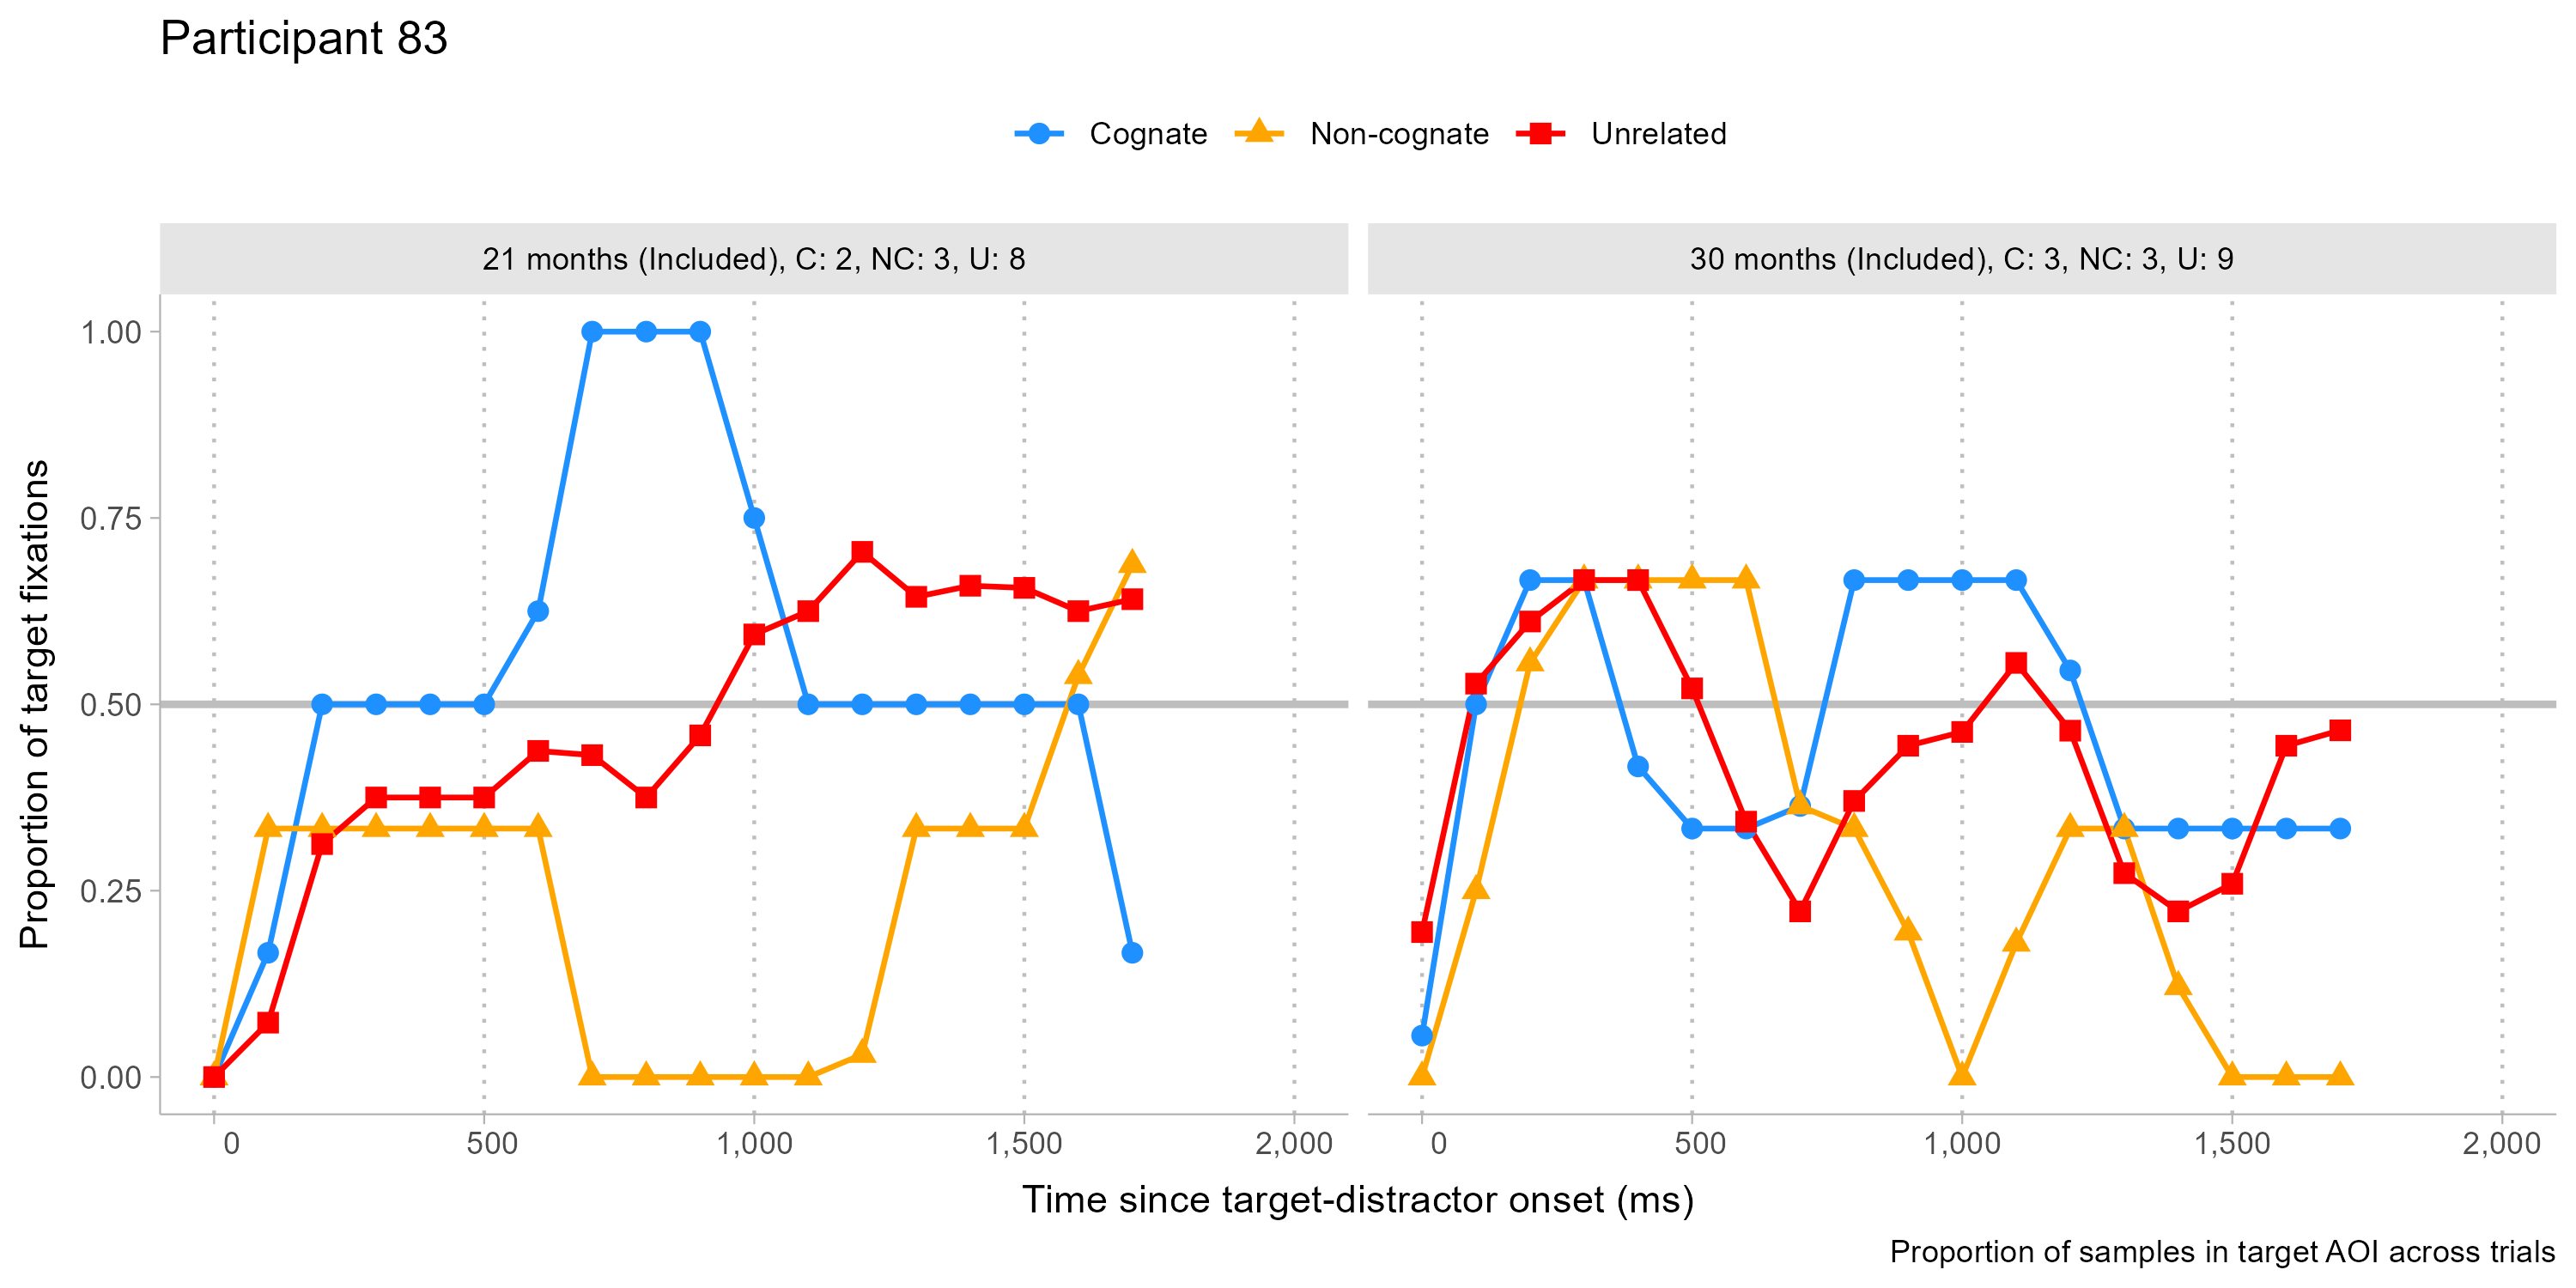 Participant 83
Cognate Non-cognate Unrelated
21 months (Included), C: 2, NC: 3, U: 8
30 months (Included), C: 3, NC: 3, U: 9
Proportion of target fixations
1.00
0.75
0.50
0.25
0.00
0 500 1,000 1,500 2,000
0 500 1,000 1,500 2,000
Time since target-distractor onset (ms)
Proportion of samples in target AOI across trials